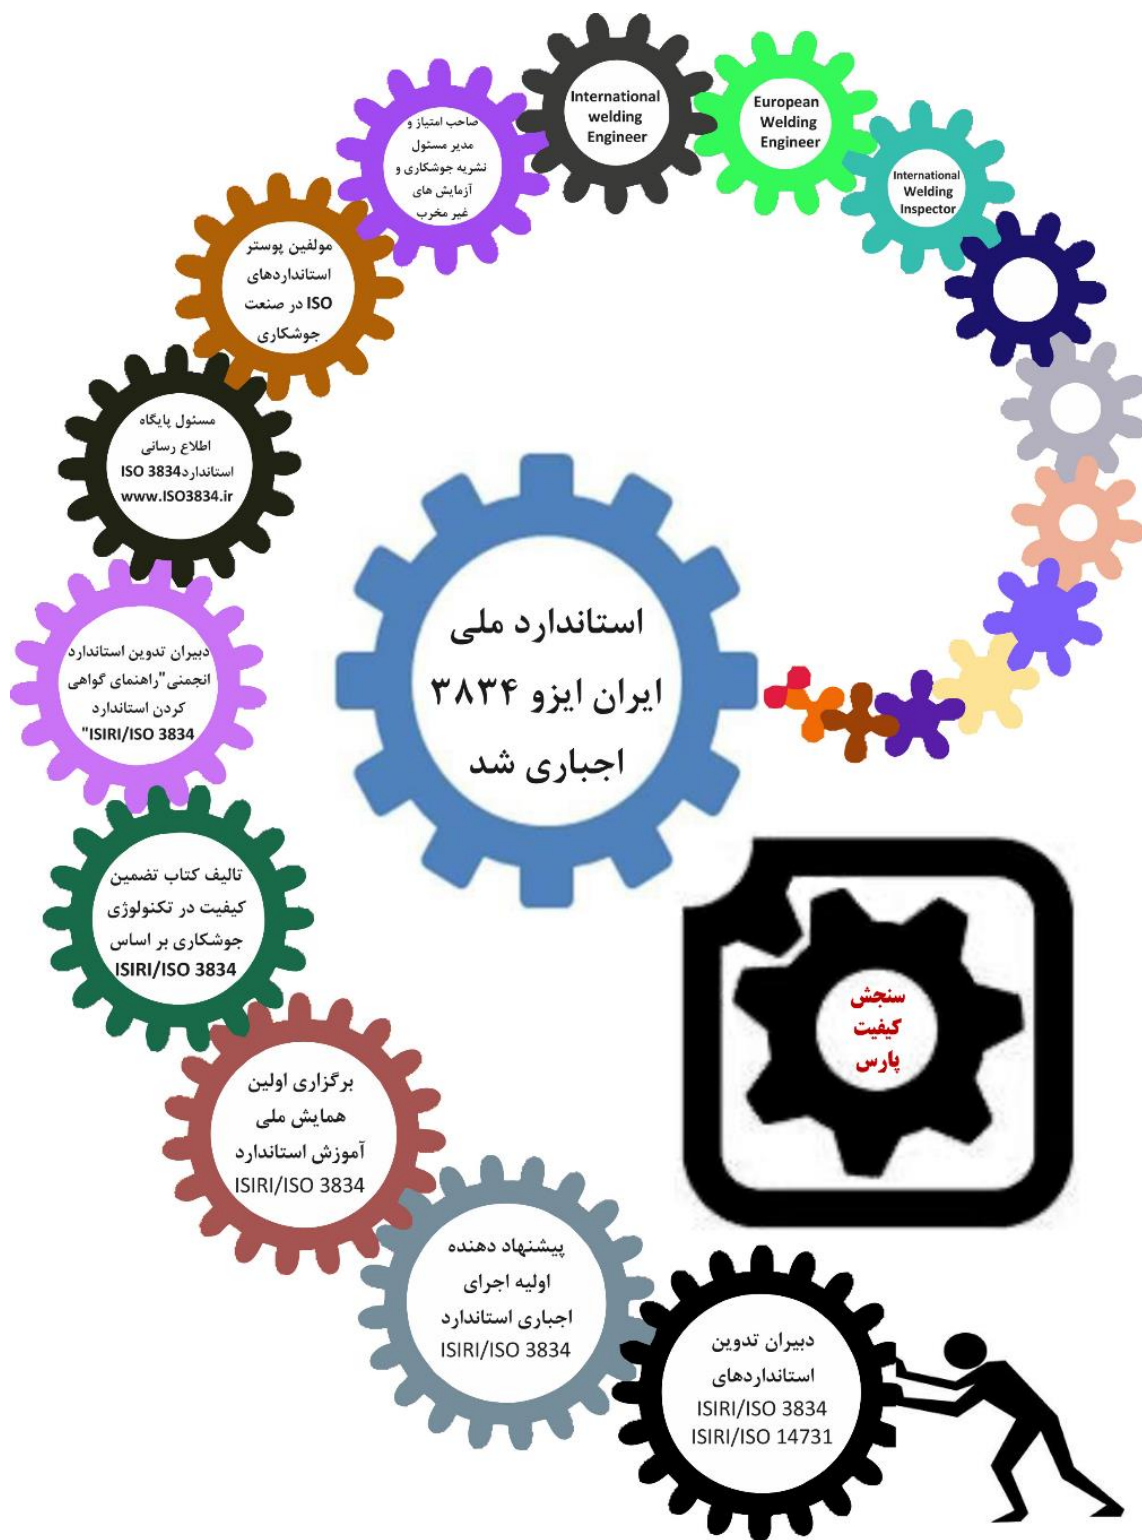 International
welding
Engineer
European
Welding
Engineer
International
Welding
Inspector
صاحب امتیاز و
مدیر مسئول
نشریه جوشکاری و
آزمایش های
غیر مخرب
مولفین پوستر
استانداردهای
ISO در صنعت
جوشکاری
مسئول پایگاه
اطلاع رسانی
استانداردISO 3834
www.ISO3834.ir
دبیران تدوین استاندارد
انجمنی"راهنمای گواهی
کردن استاندارد
ISIRI/ISO 3834"
استاندارد ملی
ایران ایزو ۳۸۳۴
اجباری شد
تالیف کتاب تضمین
کیفیت در تکنولوژی
جوشکاری بر اساس
ISIRI/ISO 3834
سنجش
کیفیت
پارس
برگزاری اولین
همایش ملی
آموزش استاندارد
ISIRI/ISO 3834
پیشنهاد دهنده
اولیه اجرای
اجباری استاندارد
ISIRI/ISO 3834
دبیران تدوین
استانداردهای
ISIRI/ISO 3834
ISIRI/ISO 14731